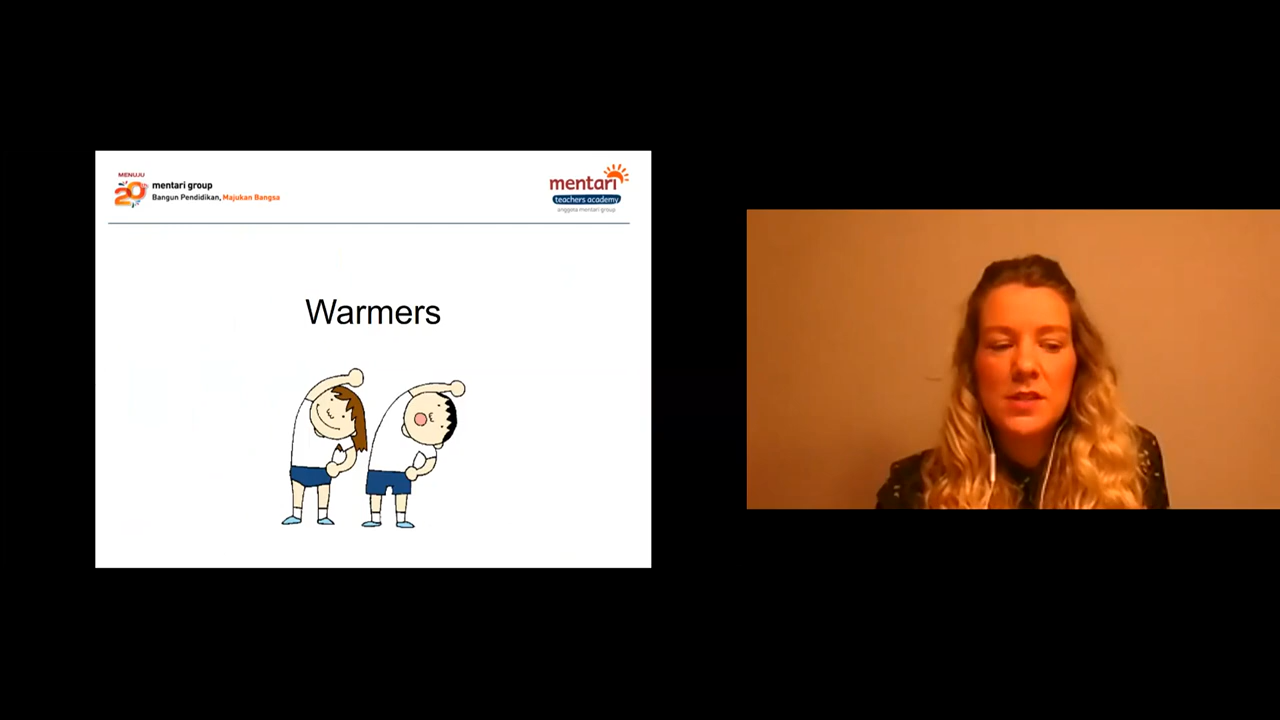 MENUJU
20
mentari group
Bangun Pendidikan, Majukan Bangsa
mentari
teachers academy
anggota mentari group
Warmers